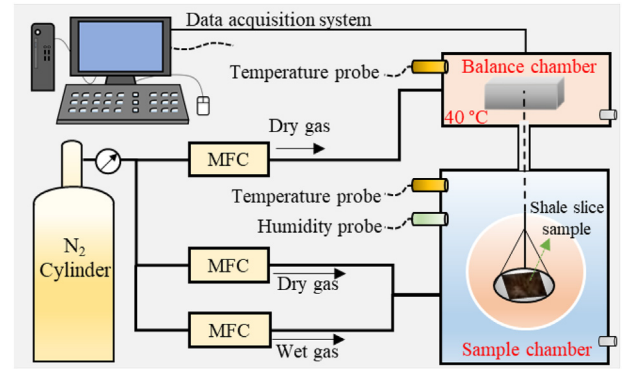 Data acquisition system
Temperature probe
Balance chamber
40 °C
Dry gas
MFC
Temperature probe
Humidity probe
Shale slice
sample
N₂
Cylinder
MFC
Dry gas
MFC
Wet gas
Sample chamber